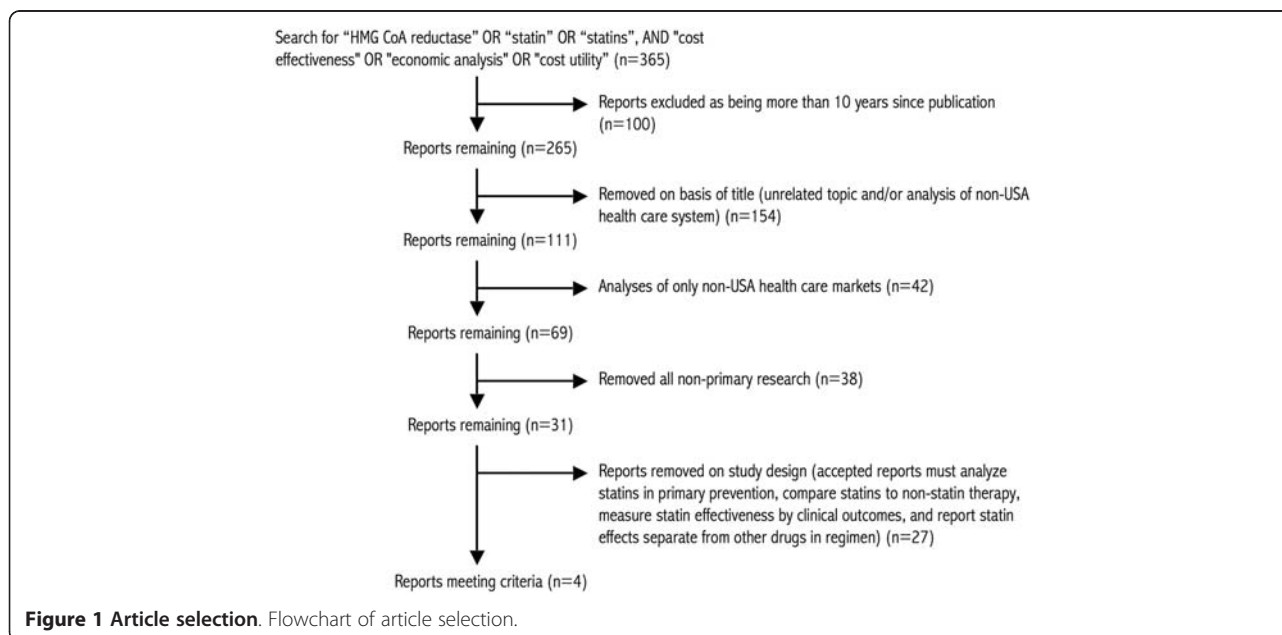 Search for “HMG CoA reductase” OR “statin” OR “statins”, AND "cost
effectiveness" OR "economic analysis" OR "cost utility” (n=365)
Reports excluded as being more than 10 years since publication
(n=100)
Reports remaining (n=265)
Removed on basis of title (unrelated topic and/or analysis of non-USA
health care system) (n=154)
Reports remaining (n=111)
Analyses of only non-USA health care markets (n=42)
Reports remaining (n=69)
Removed all non-primary research (n=38)
Reports remaining (n=31)
Reports removed on study design (accepted reports must analyze
statins in primary prevention, compare statins to non-statin therapy,
measure statin effectiveness by clinical outcomes, and report statin
effects separate from other drugs in regimen) (n=27)
Reports meeting criteria (n=4)
Figure 1 Article selection. Flowchart of article selection.